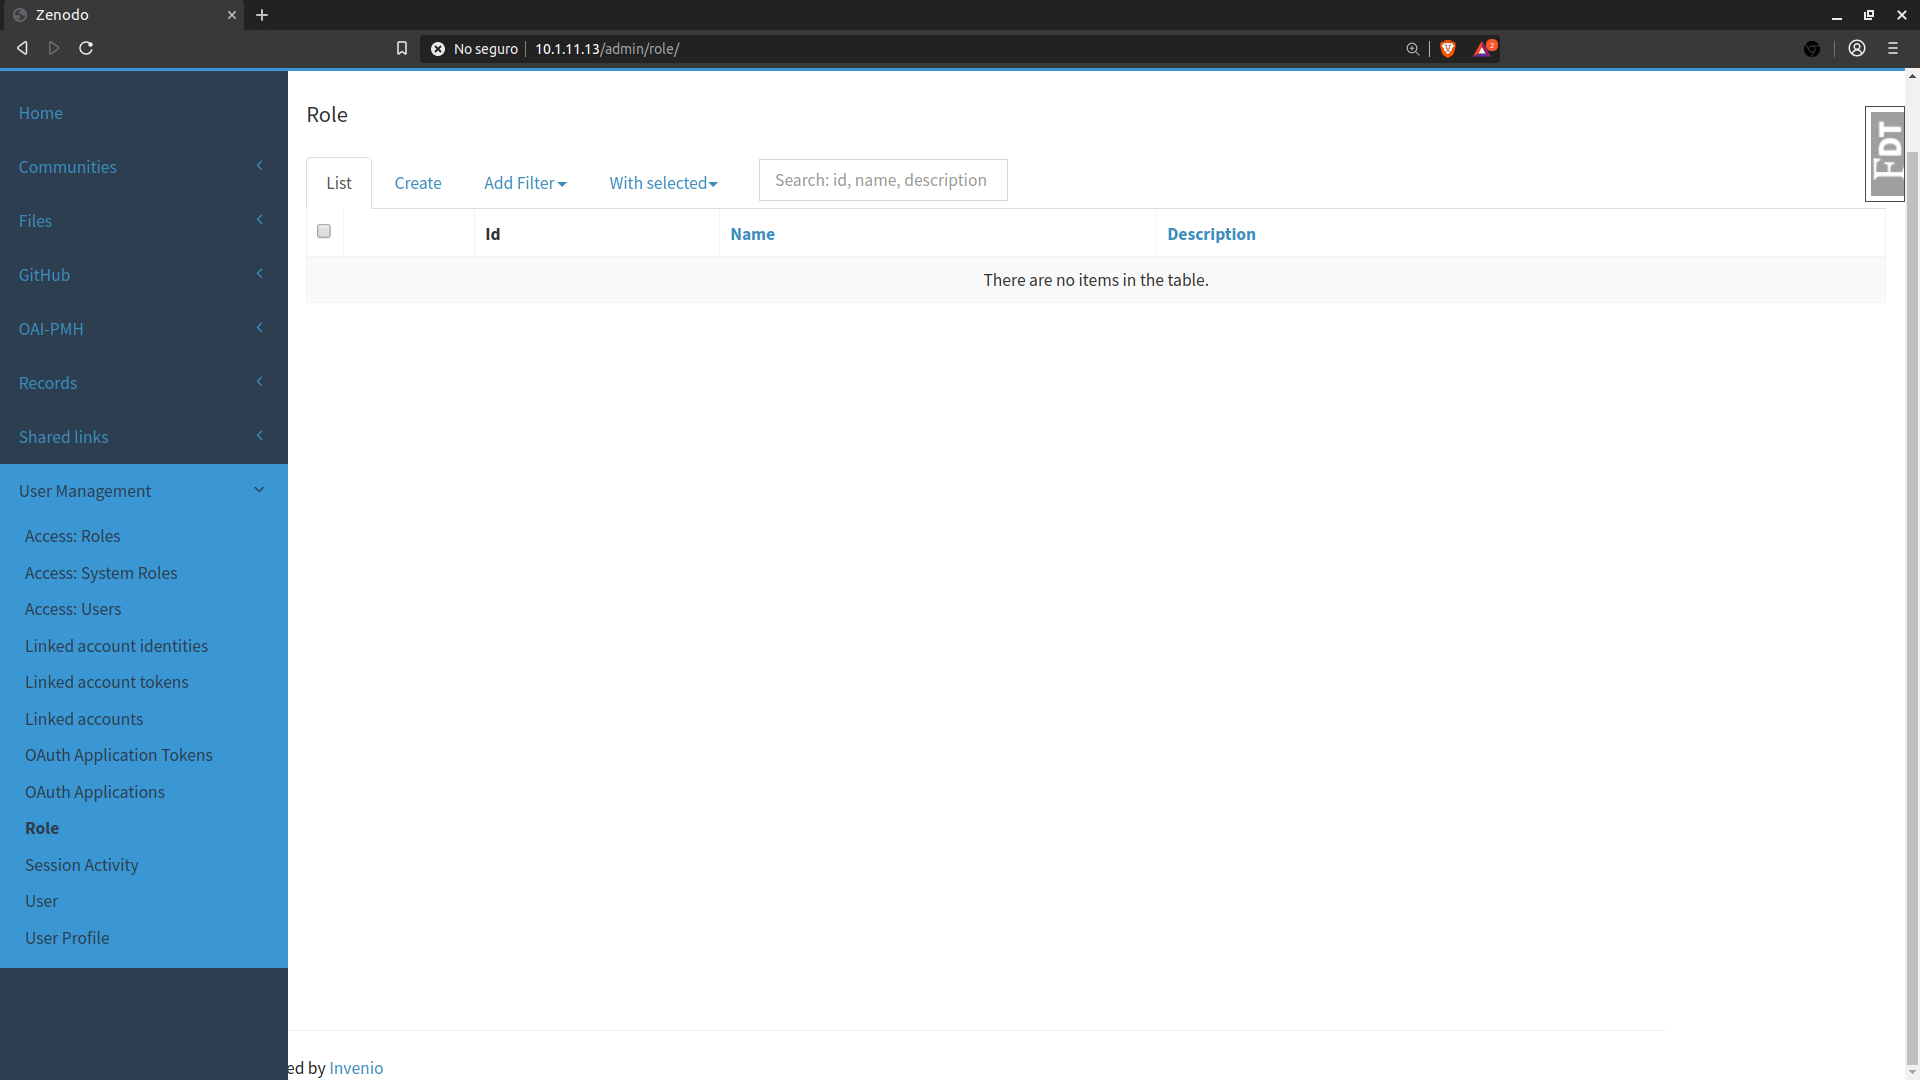 Zenodo
No seguro 10.1.11.13/admin/role/
2
Home
Communities
Files
GitHub
OAI-PMH
Records
Shared links
User Management
Access: Roles
Access: System Roles
Access: Users
Linked account identities
Linked account tokens
Linked accounts
OAuth Application Tokens
OAuth Applications
Role
Session Activity
User
User Profile
Role
List Create Add Filter With selected Search: id, name, description
Id Name Description
There are no items in the table.
FDT
ed by Invenio